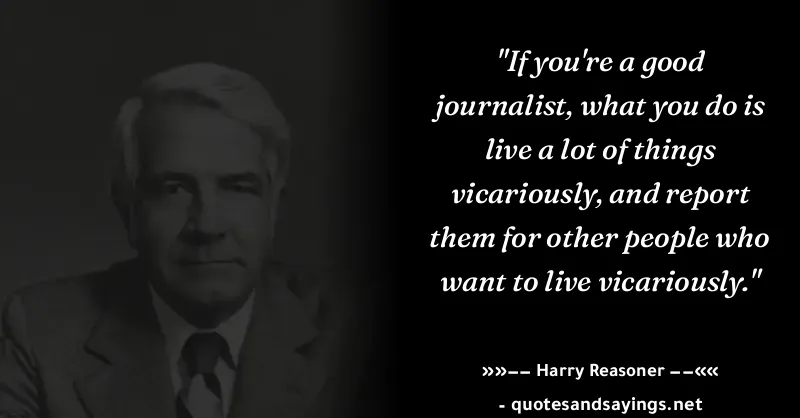 "If you're a good
journalist, what you do is
live a lot of things
vicariously, and report
them for other people who
want to live vicariously."
»»−− Harry Reasoner −−««
- quotesandsayings.net